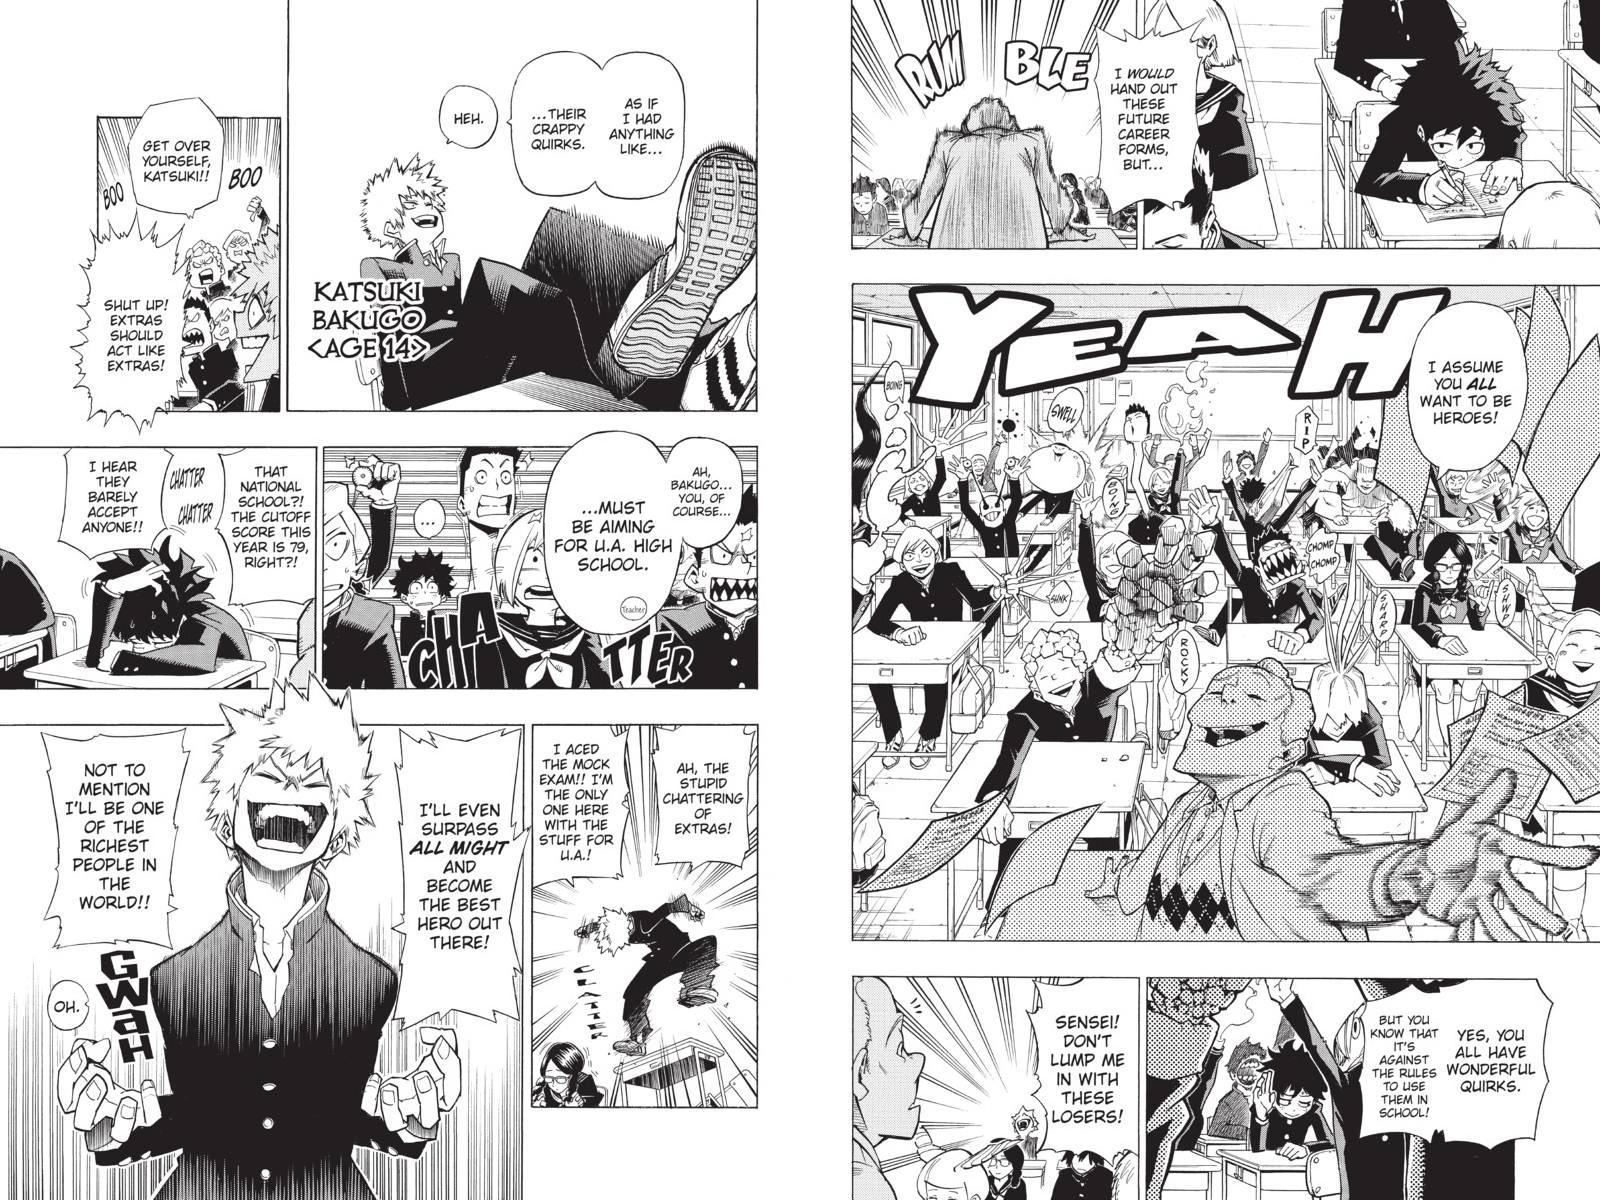 RUM
BLE
I WOULD
HAND OUT
THESE
FUTURE
CAREER
FORMS,
BUT...
YEAH
I ASSUME
YOU ALL
WANT TO BE
HEROES!
BOING
SWELL
RIP
BOING
CHOMP
CHOMP
SHNK
SHARP
SHWP
ROCKY
YES, YOU
ALL HAVE
WONDERFUL
QUIRKS.
BUT YOU
KNOW THAT
IT'S
AGAINST
THE RULES
TO USE
THEM IN
SCHOOL!
SENSEI!
DON'T
LUMP ME
IN WITH
THESE
LOSERS!
AS IF
I HAD
ANYTHING
LIKE...
...THEIR
CRAPPY
QUIRKS.
HEH.
KATSUKI
BAKUGO
<AGE 14>
GET OVER
YOURSELF,
KATSUKI!!
BOO
BOO
SHUT UP!
EXTRAS
SHOULD
ACT LIKE
EXTRAS!
AH,
BAKUGO...
YOU, OF
COURSE...
...MUST
BE AIMING
FOR U.A. HIGH
SCHOOL.
Teacher
...
CHA
TTER
THAT
NATIONAL
SCHOOL?!
THE CUTOFF
SCORE THIS
YEAR IS 79,
RIGHT?!
CHATTER
CHATTER
I HEAR
THEY
BARELY
ACCEPT
ANYONE!!
AH, THE
STUPID
CHATTERING
OF
EXTRAS!
I ACED
THE MOCK
EXAM!! I'M
THE ONLY
ONE HERE
WITH THE
STUFF FOR
U.A.!
CLATTER
I'LL EVEN
SURPASS
ALL MIGHT
AND
BECOME
THE BEST
HERO OUT
THERE!
NOT TO
MENTION
I'LL BE ONE
OF THE
RICHEST
PEOPLE IN
THE
WORLD!!
GWAH
OH.